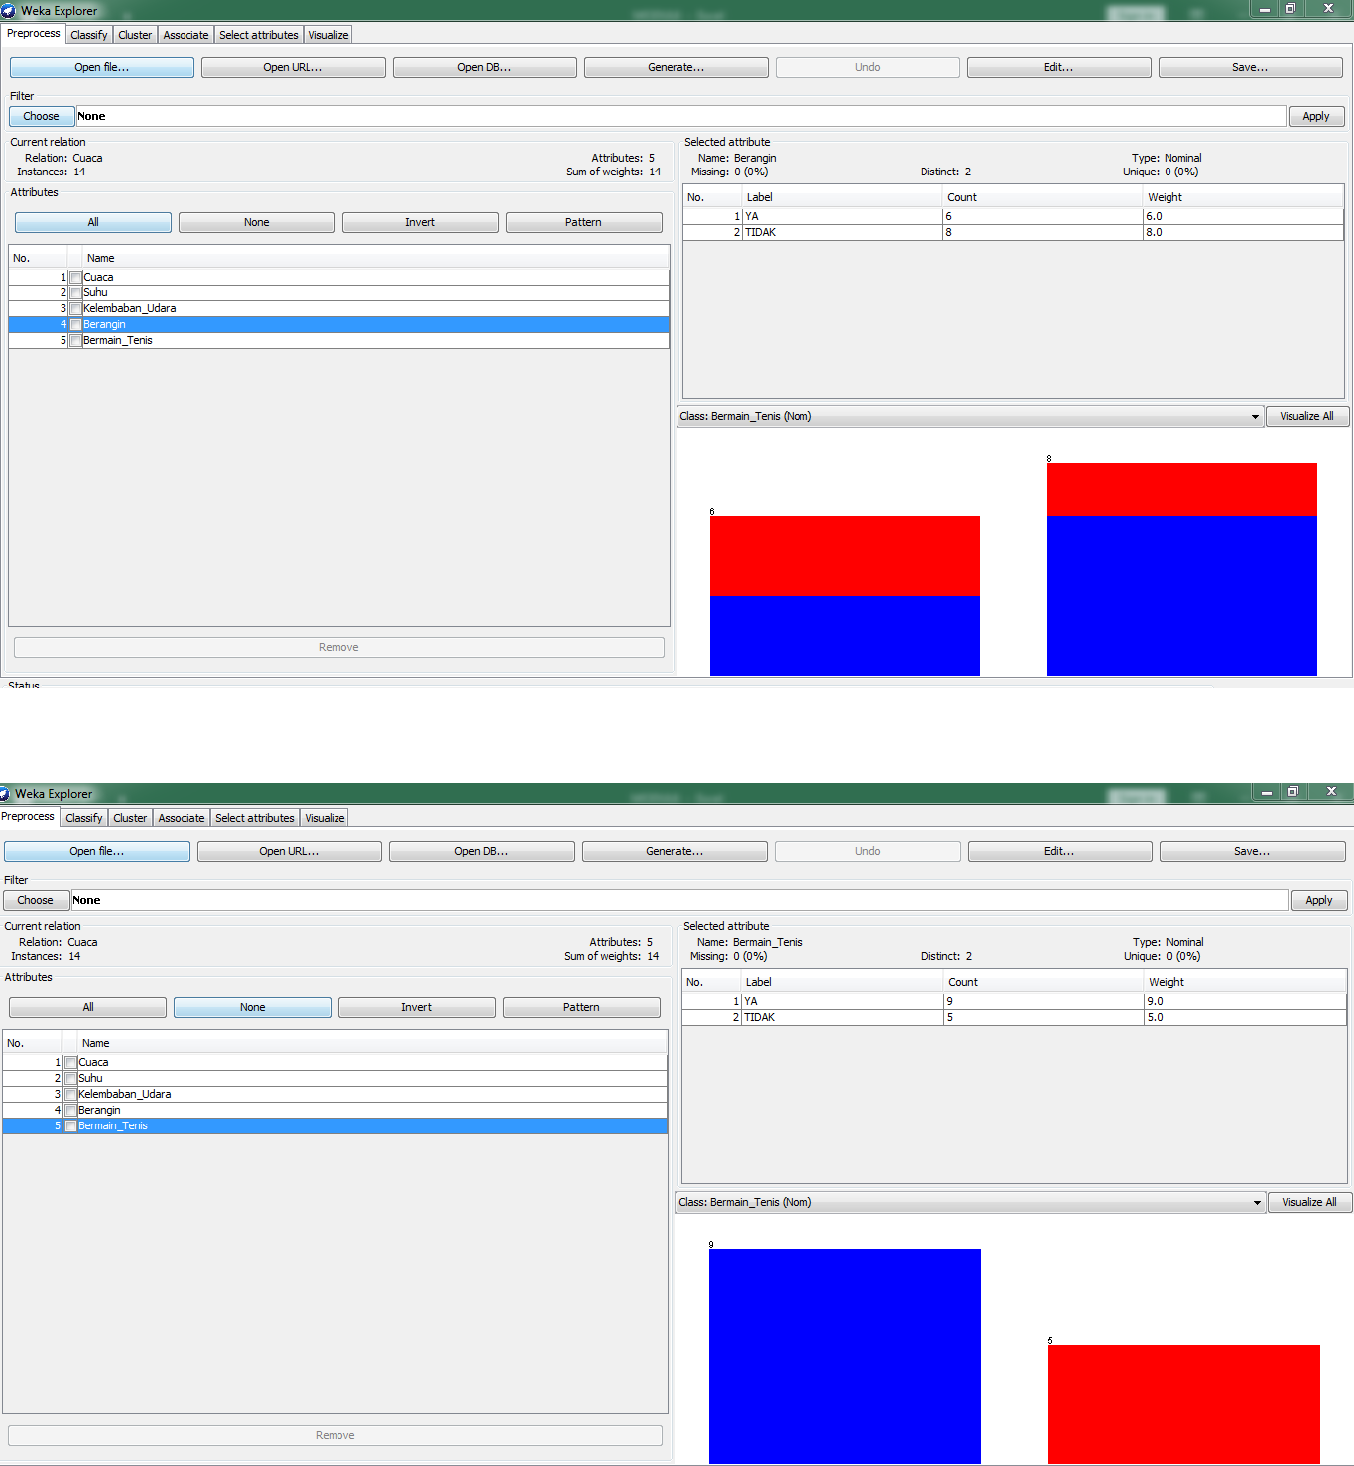 Weka Explorer
Preprocess Classify Cluster Associate Select attributes Visualize
Open file... Open URL... Open DB... Generate... Undo Edit... Save...
Filter
Choose None Apply
Current relation
Relation: Cuaca Attributes: 5
Instances: 14 Sum of weights: 14
Selected attribute
Name: Berangin Type: Nominal
Missing: 0 (0%) Distinct: 2 Unique: 0 (0%)
No. Label Count Weight
1 YA 6 6.0
2 TIDAK 8 8.0
Attributes
All None Invert Pattern
No. Name
1 Cuaca
2 Suhu
3 Kelembaban_Udara
4 Berangin
5 Bermain_Tenis
Remove
Class: Bermain_Tenis (Nom) Visualize All
6
8
Status
Weka Explorer
Preprocess Classify Cluster Associate Select attributes Visualize
Open file... Open URL... Open DB... Generate... Undo Edit... Save...
Filter
Choose None Apply
Current relation
Relation: Cuaca Attributes: 5
Instances: 14 Sum of weights: 14
Selected attribute
Name: Bermain_Tenis Type: Nominal
Missing: 0 (0%) Distinct: 2 Unique: 0 (0%)
No. Label Count Weight
1 YA 9 9.0
2 TIDAK 5 5.0
Attributes
All None Invert Pattern
No. Name
1 Cuaca
2 Suhu
3 Kelembaban_Udara
4 Berangin
5 Bermain_Tenis
Remove
Class: Bermain_Tenis (Nom) Visualize All
9
5